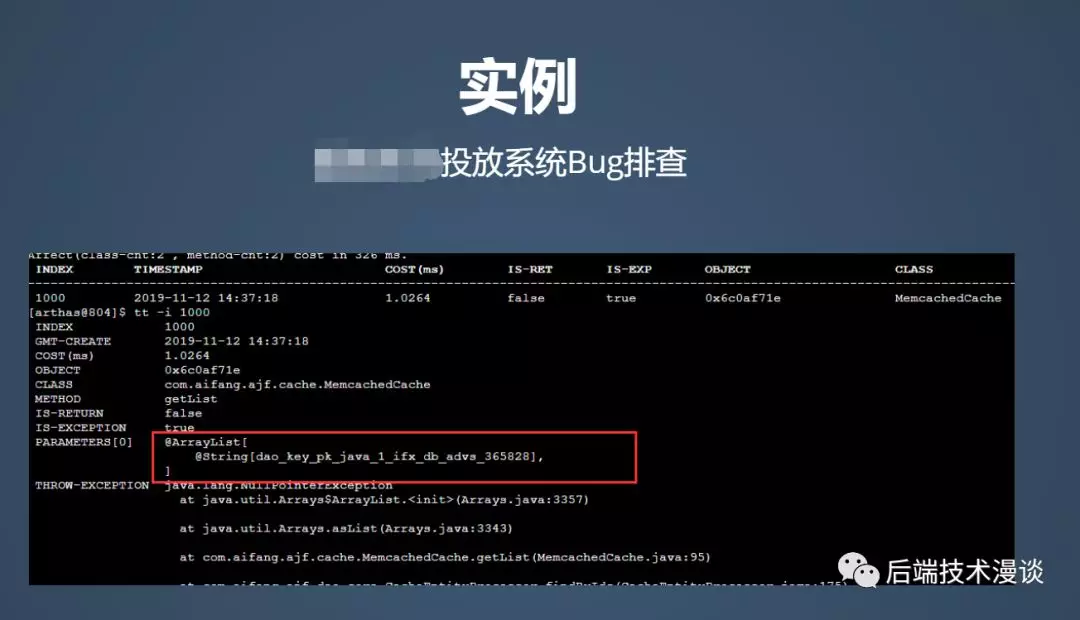 实例
投放系统Bug排查
Affect(class-cnt:2 , method-cnt:2) cost in 326 ms.
INDEX TIMESTAMP COST(ms) IS-RET IS-EXP OBJECT CLASS
1000 2019-11-12 14:37:18 1.0264 false true 0x6c0af71e MemcachedCache
[arthas@804]$ tt -i 1000
INDEX 1000
GMT-CREATE 2019-11-12 14:37:18
COST(ms) 1.0264
OBJECT 0x6c0af71e
CLASS com.aifang.ajf.cache.MemcachedCache
METHOD getList
IS-RETURN false
IS-EXCEPTION true
PARAMETERS[0] @ArrayList[
@String[dao_key_pk_java_1_ifx_db_advs_365828],
]
THROW-EXCEPTION java.lang.NullPointerException
at java.util.Arrays$ArrayList.<init>(Arrays.java:3357)
at java.util.Arrays.asList(Arrays.java:3343)
at com.aifang.ajf.cache.MemcachedCache.getList(MemcachedCache.java:95)
后端技术漫谈